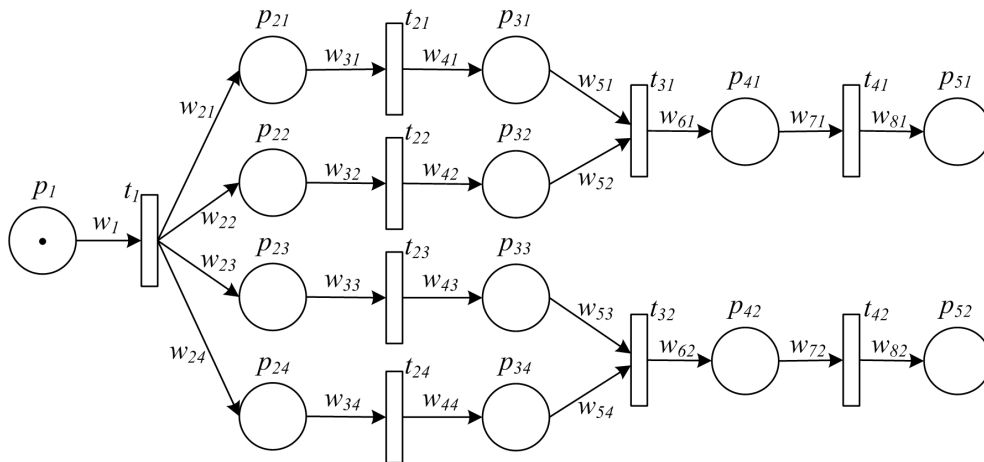 p21 t21 p31
w31 w41
w51 t31 p41 t41 p51
w21
w61 w71 w81
p22 t22 p32
w32 w42 w52
p1 w1 t1
w22
p23 t23 p33
w23 w33 w43
w53 t32 p42 t42 p52
w24
w62 w72 w82
p24 t24 p34
w34 w44 w54